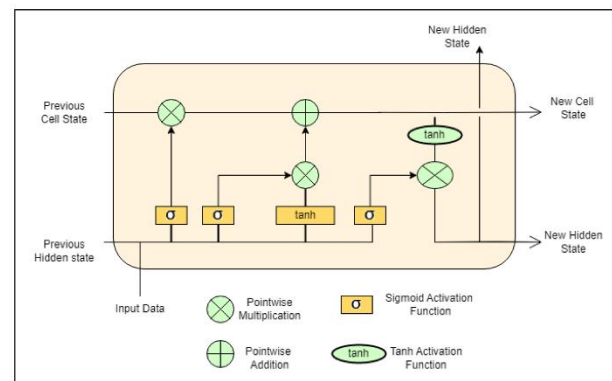 New Hidden
State
Previous
Cell State
New Cell
State
tanh
σ
σ
tanh
σ
Previous
Hidden state
New Hidden
State
Input Data
Pointwise
Multiplication
σ
Sigmoid Activation
Function
Pointwise
Addition
tanh
Tanh Activation
Function